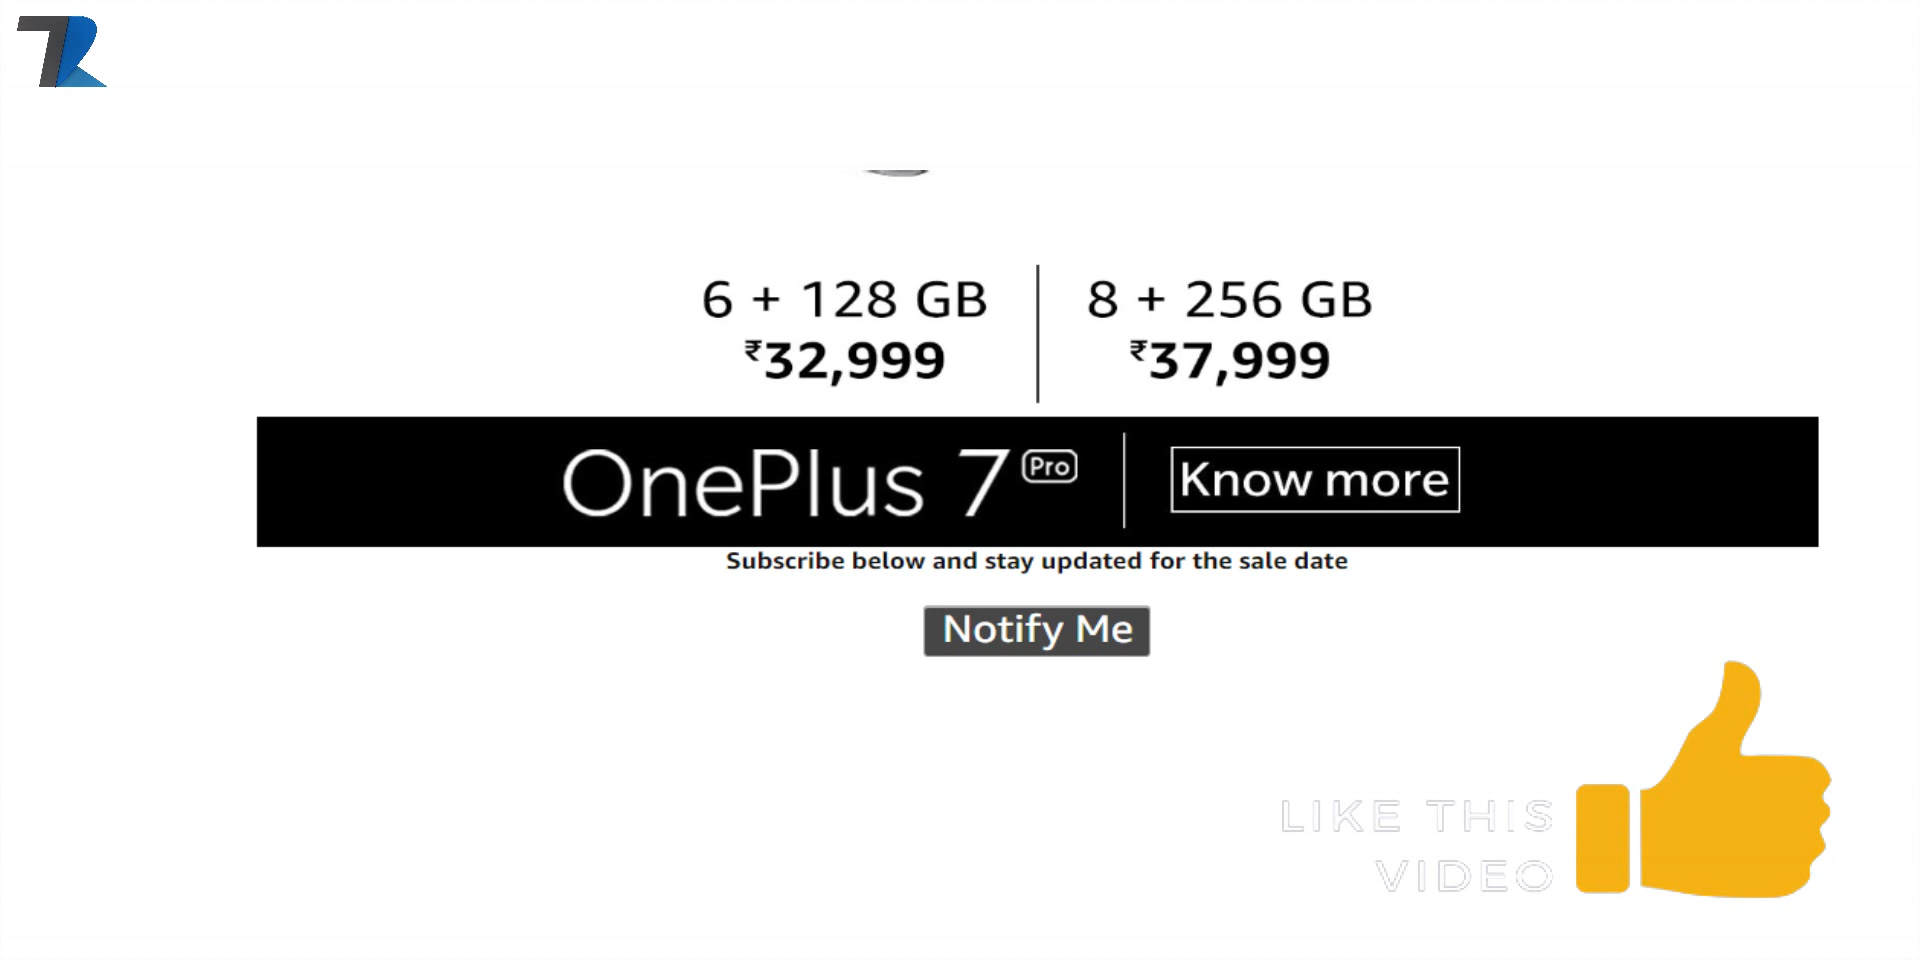 7R
6 + 128 GB
₹32,999
8 + 256 GB
₹37,999
OnePlus 7 Pro
Know more
Subscribe below and stay updated for the sale date
Notify Me
LIKE THIS
VIDEO